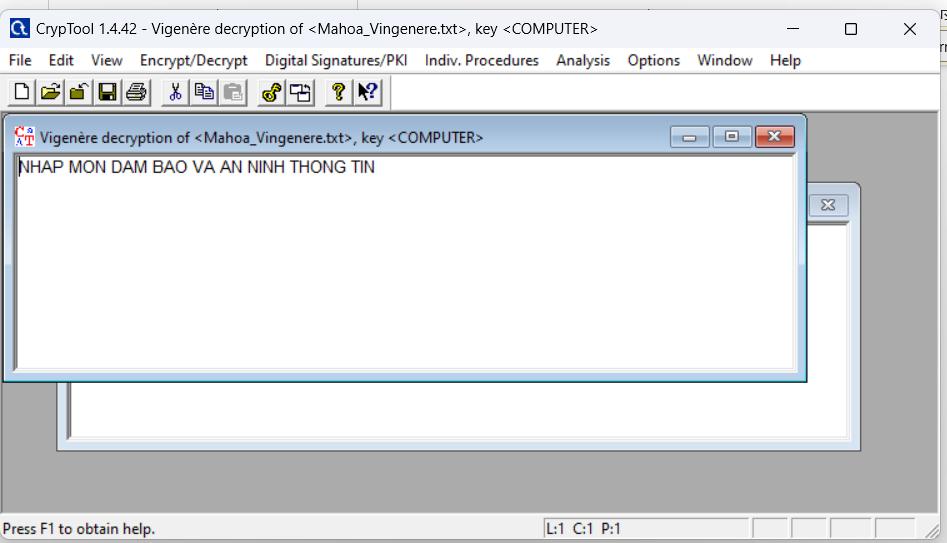 CrypTool 1.4.42 - Vigenère decryption of <Mahoa_Vingenere.txt>, key <COMPUTER>
File Edit View Encrypt/Decrypt Digital Signatures/PKI Indiv. Procedures Analysis Options Window Help
Vigenère decryption of <Mahoa_Vingenere.txt>, key <COMPUTER>
NHAP MON DAM BAO VA AN NINH THONG TIN
Press F1 to obtain help.
L:1 C:1 P:1